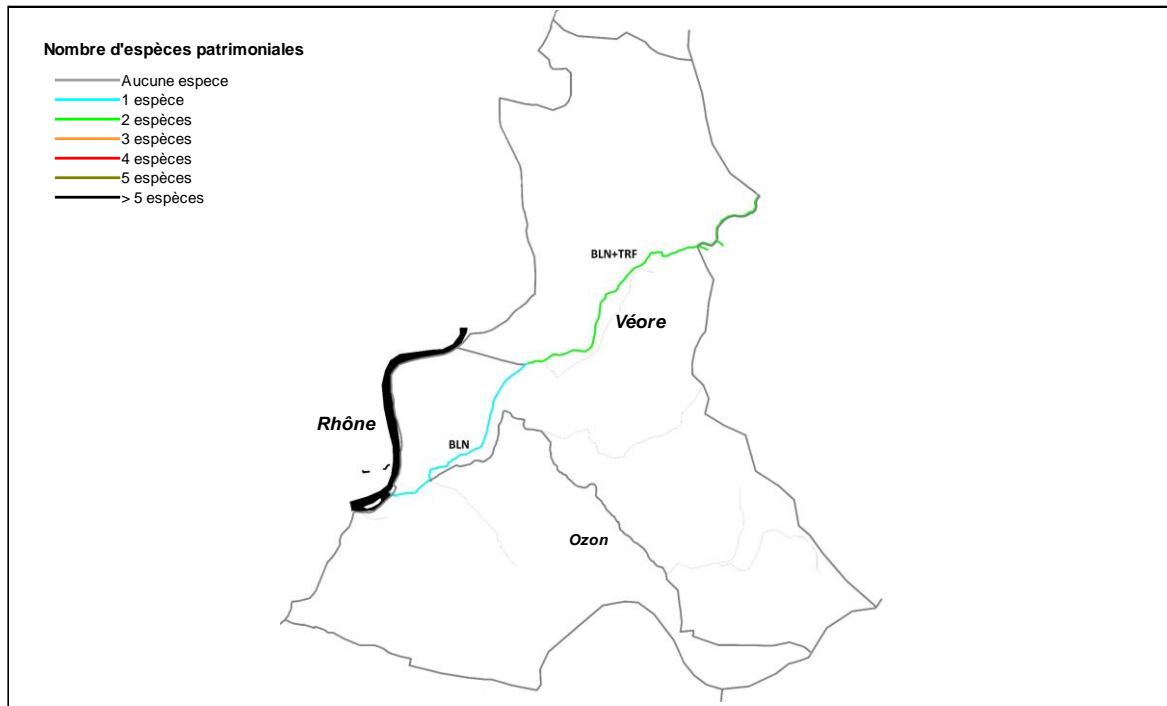 Nombre d'espèces patrimoniales
Aucune espece
1 espèce
2 espèces
3 espèces
4 espèces
5 espèces
> 5 espèces
BLN+TRF
Véore
Rhône
BLN
Ozon